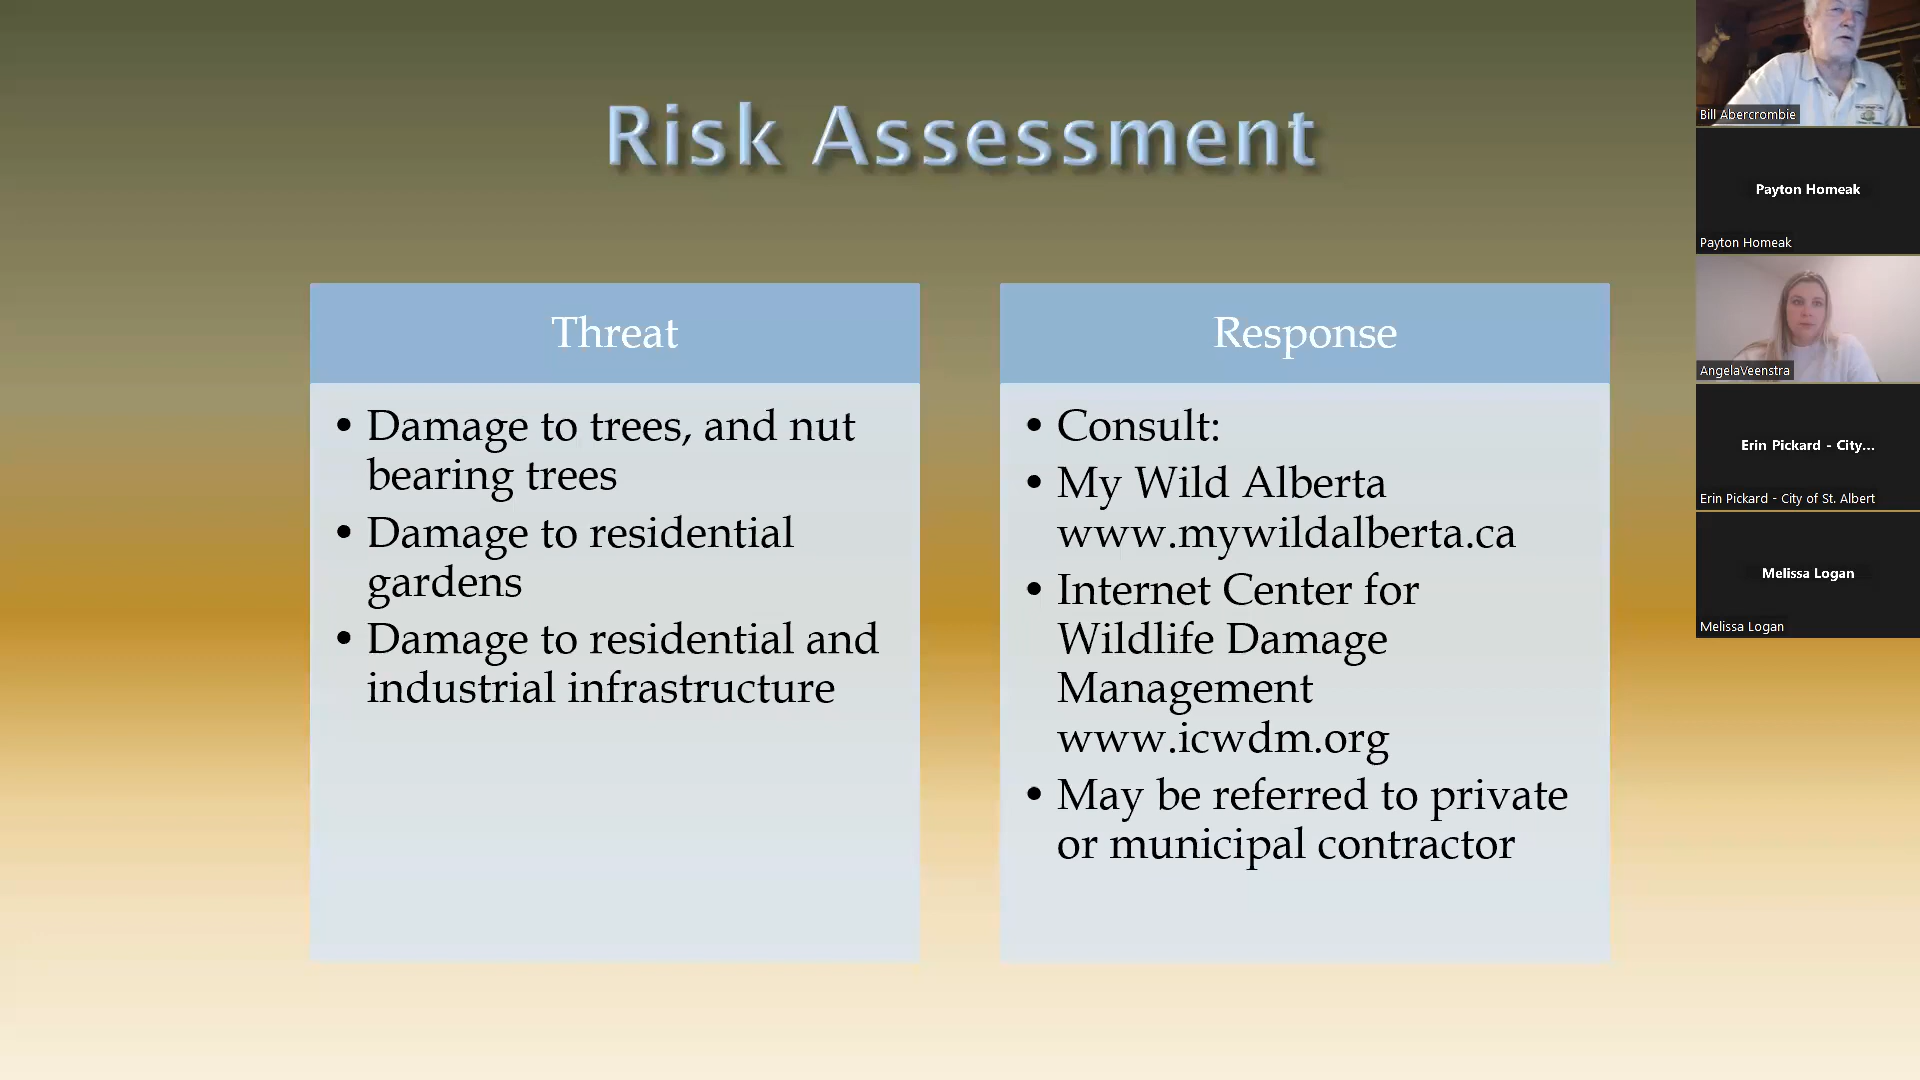 Risk Assessment
Threat
• Damage to trees, and nut
bearing trees
• Damage to residential
gardens
• Damage to residential and
industrial infrastructure
Response
• Consult:
• My Wild Alberta
www.mywildalberta.ca
• Internet Center for
Wildlife Damage
Management
www.icwdm.org
• May be referred to private
or municipal contractor
Bill Abercrombie
Payton Homeak
Payton Homeak
AngelaVeenstra
Erin Pickard - City...
Erin Pickard - City of St. Albert
Melissa Logan
Melissa Logan